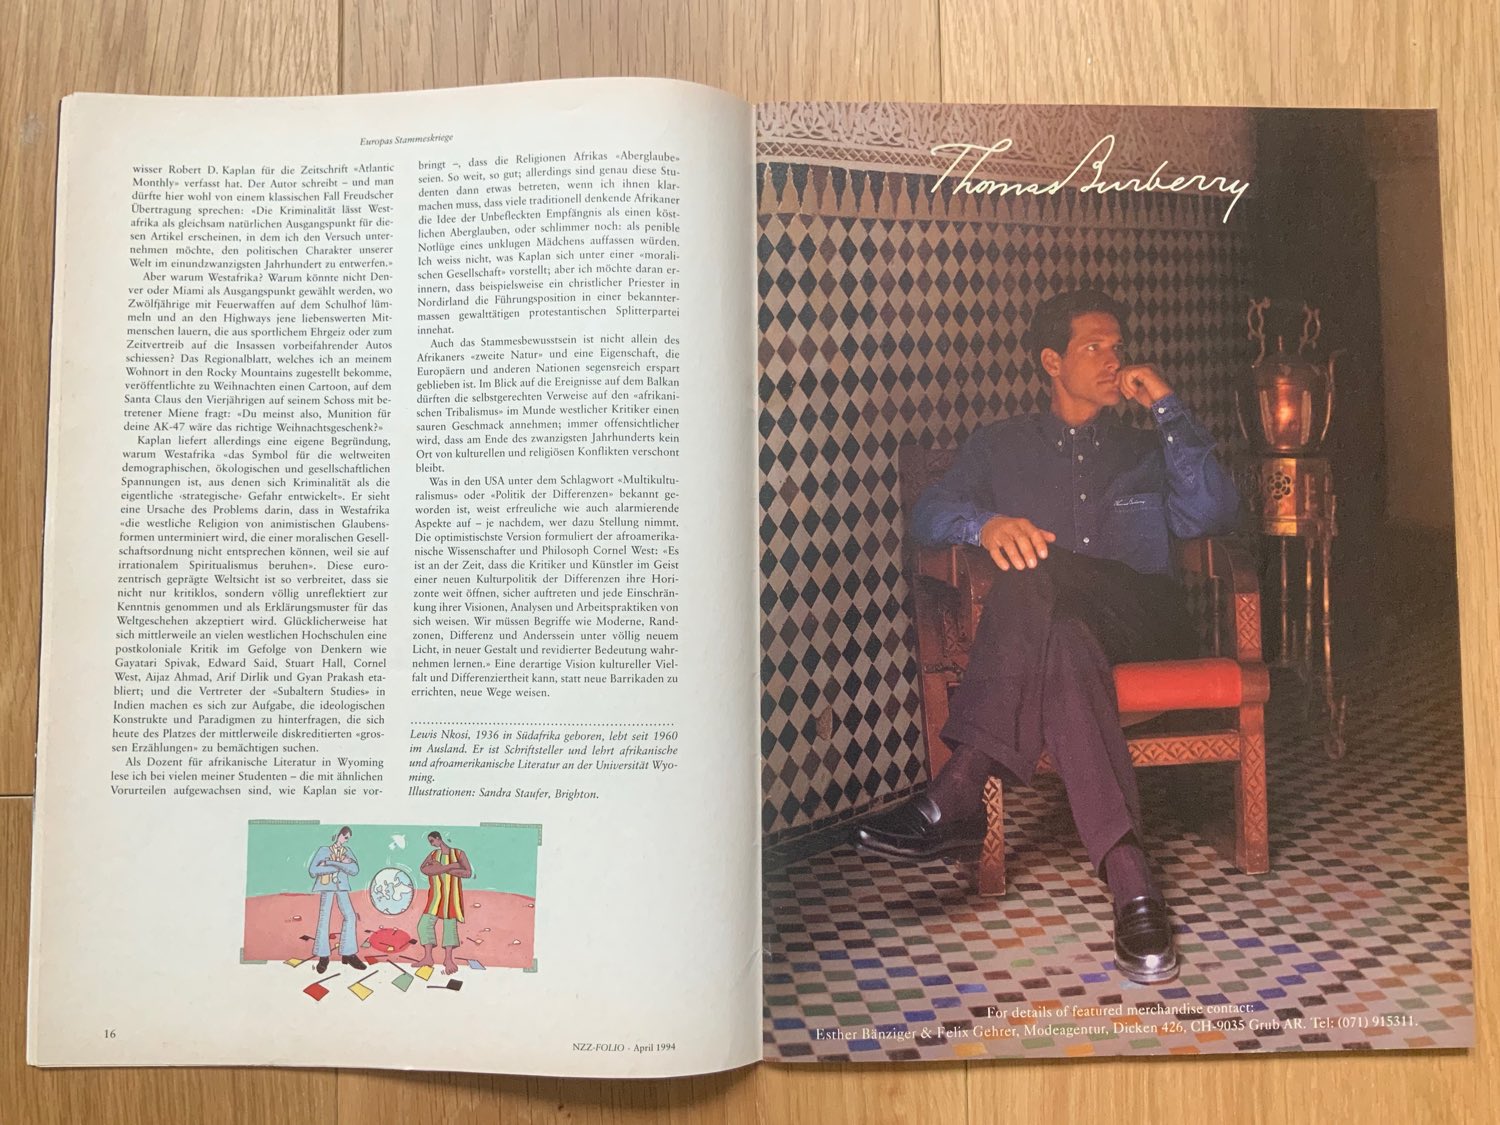 Europas Stammeskriege
wisser Robert D. Kaplan für die Zeitschrift «Atlantic
Monthly» verfasst hat. Der Autor schreibt – und man
dürfte hier wohl von einem klassischen Fall Freudscher
Übertragung sprechen: «Die Kriminalität lässt West-
afrika als gleichsam natürlichen Ausgangspunkt für die-
sen Artikel erscheinen, in dem ich den Versuch unter-
nehmen möchte, den politischen Charakter unserer
Welt im einundzwanzigsten Jahrhundert zu entwerfen.»
Aber warum Westafrika? Warum könnte nicht Den-
ver oder Miami als Ausgangspunkt gewählt werden, wo
Zwölfjährige mit Feuerwaffen auf dem Schulhof lüm-
meln und an den Highways jene liebenswerten Mit-
menschen lauern, die aus sportlichem Ehrgeiz oder zum
Zeitvertreib auf die Insassen vorbeifahrender Autos
schiessen? Das Regionalblatt, welches ich an meinem
Wohnort in den Rocky Mountains zugestellt bekomme,
veröffentlichte zu Weihnachten einen Cartoon, auf dem
Santa Claus den Vierjährigen auf seinem Schoss mit be-
tretener Miene fragt: «Du meinst also, Munition für
deine AK-47 wäre das richtige Weihnachtsgeschenk?»
Kaplan liefert allerdings eine eigene Begründung,
warum Westafrika «das Symbol für die weltweiten
demographischen, ökologischen und gesellschaftlichen
Spannungen ist, aus denen sich Kriminalität als die
eigentliche ‹strategische› Gefahr entwickelt». Er sieht
eine Ursache des Problems darin, dass in Westafrika
«die westliche Religion von animistischen Glaubens-
formen unterminiert wird, die einer moralischen Gesell-
schaftsordnung nicht entsprechen können, weil sie auf
irrationalem Spiritualismus beruhen». Diese euro-
zentrisch geprägte Weltsicht ist so verbreitet, dass sie
nicht nur kritiklos, sondern völlig unreflektiert zur
Kenntnis genommen und als Erklärungsmuster für das
Weltgeschehen akzeptiert wird. Glücklicherweise hat
sich mittlerweile an vielen westlichen Hochschulen eine
postkoloniale Kritik im Gefolge von Denkern wie
Gayatari Spivak, Edward Said, Stuart Hall, Cornel
West, Aijaz Ahmad, Arif Dirlik und Gyan Prakash eta-
bliert; und die Vertreter der «Subaltern Studies» in
Indien machen es sich zur Aufgabe, die ideologischen
Konstrukte und Paradigmen zu hinterfragen, die sich
heute des Platzes der mittlerweile diskreditierten «gros-
sen Erzählungen» zu bemächtigen suchen.
Als Dozent für afrikanische Literatur in Wyoming
lese ich bei vielen meiner Studenten – die mit ähnlichen
Vorurteilen aufgewachsen sind, wie Kaplan sie vor-
bringt –, dass die Religionen Afrikas «Aberglaube»
seien. So weit, so gut; allerdings sind genau diese Stu-
denten dann etwas betreten, wenn ich ihnen klar-
machen muss, dass viele traditionell denkende Afrikaner
die Idee der Unbefleckten Empfängnis als einen köst-
lichen Aberglauben, oder schlimmer noch: als penible
Notlüge eines unklugen Mädchens auffassen würden.
Ich weiss nicht, was Kaplan sich unter einer «morali-
schen Gesellschaft» vorstellt; aber ich möchte daran er-
innern, dass beispielsweise ein christlicher Priester in
Nordirland die Führungsposition in einer bekannter-
massen gewalttätigen protestantischen Splitterpartei
innehat.
Auch das Stammesbewusstsein ist nicht allein des
Afrikaners «zweite Natur» und eine Eigenschaft, die
Europäern und anderen Nationen segensreich erspart
geblieben ist. Im Blick auf die Ereignisse auf dem Balkan
dürften die selbstgerechten Verweise auf den «afrikani-
schen Tribalismus» im Munde westlicher Kritiker einen
sauren Geschmack annehmen; immer offensichtlicher
wird, dass am Ende des zwanzigsten Jahrhunderts kein
Ort von kulturellen und religiösen Konflikten verschont
bleibt.
Was in den USA unter dem Schlagwort «Multikultu-
ralismus» oder «Politik der Differenzen» bekannt ge-
worden ist, weist erfreuliche wie auch alarmierende
Aspekte auf – je nachdem, wer dazu Stellung nimmt.
Die optimistischste Version formuliert der afroamerika-
nische Wissenschafter und Philosoph Cornel West: «Es
ist an der Zeit, dass die Kritiker und Künstler im Geist
einer neuen Kulturpolitik der Differenzen ihre Hori-
zonte weit öffnen, sicher auftreten und jede Einschrän-
kung ihrer Visionen, Analysen und Arbeitspraktiken von
sich weisen. Wir müssen Begriffe wie Moderne, Rand-
zonen, Differenz und Anderssein unter völlig neuem
Licht, in neuer Gestalt und revidierter Bedeutung wahr-
nehmen lernen.» Eine derartige Vision kultureller Viel-
falt und Differenziertheit kann, statt neue Barrikaden zu
errichten, neue Wege weisen.
Lewis Nkosi, 1936 in Südafrika geboren, lebt seit 1960
im Ausland. Er ist Schriftsteller und lehrt afrikanische
und afroamerikanische Literatur an der Universität Wyo-
ming.
Illustrationen: Sandra Staufer, Brighton.
16
NZZ-FOLIO - April 1994
Thomas Burberry
Thomas Burberry
For details of featured merchandise contact:
Esther Bänziger & Felix Gehrer, Modeagentur, Dicken 426, CH-9035 Grub AR. Tel: (071) 915311.